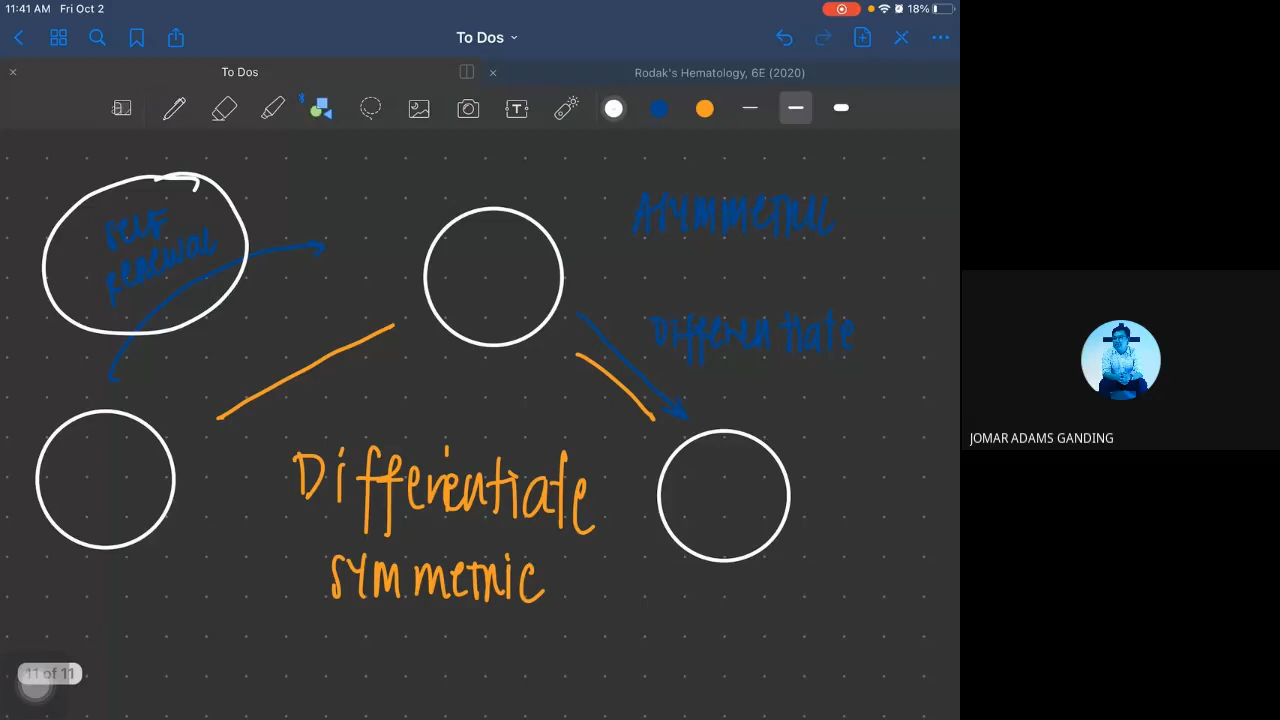 11:41 AM Fri Oct 2
18%
To Dos
To Dos
Rodak's Hematology, 6E (2020)
T
SELF
RENEWAL
ASYMMETRIC
Differentiate
Differentiate
SYMMETRIC
JOMAR ADAMS GANDING
11 of 11